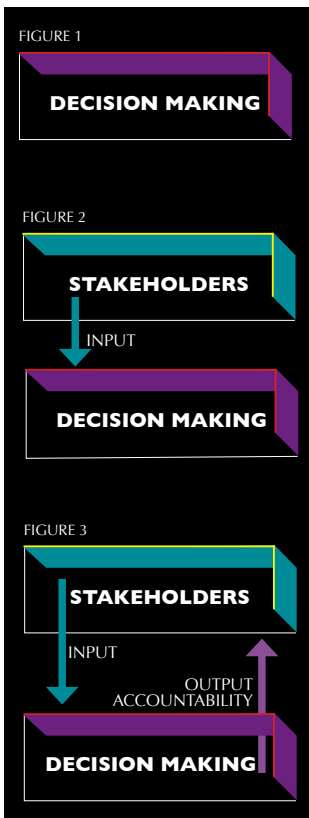 FIGURE 1
DECISION MAKING
FIGURE 2
STAKEHOLDERS
INPUT
DECISION MAKING
FIGURE 3
STAKEHOLDERS
INPUT
OUTPUT
ACCOUNTABILITY
DECISION MAKING